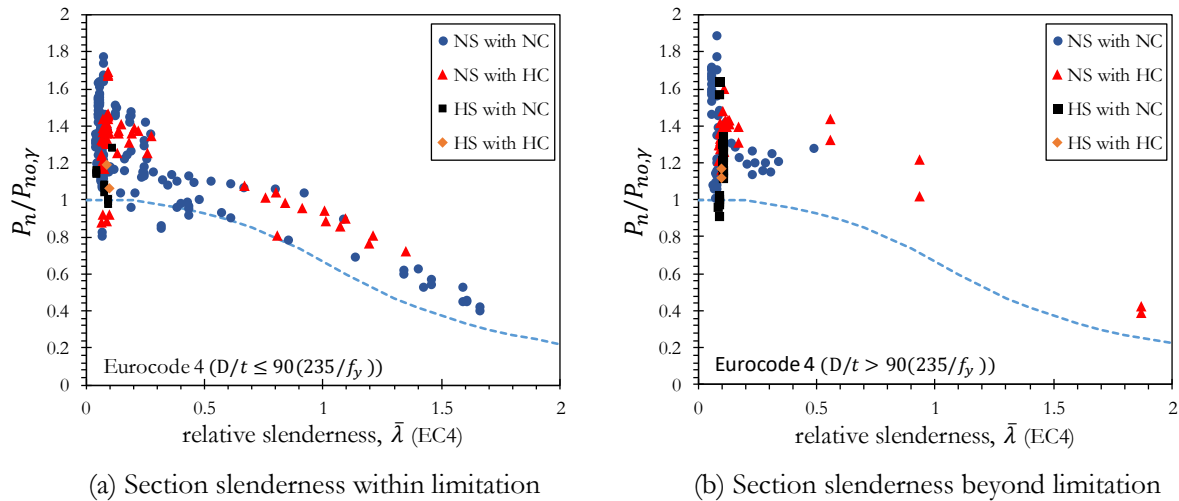 2
1.8
1.6
1.4
1.2
1
0.8
0.6
0.4
0.2
0
P_n/P_{no,γ}
NS with NC
NS with HC
HS with NC
HS with HC
Eurocode 4 (D/t ≤ 90(235/f_y))
0 0.5 1 1.5 2
relative slenderness, λ̄ (EC4)
(a) Section slenderness within limitation
2
1.8
1.6
1.4
1.2
1
0.8
0.6
0.4
0.2
0
P_n/P_{no,γ}
NS with NC
NS with HC
HS with NC
HS with HC
Eurocode 4 (D/t > 90(235/f_y))
0 0.5 1 1.5 2
relative slenderness, λ̄ (EC4)
(b) Section slenderness beyond limitation